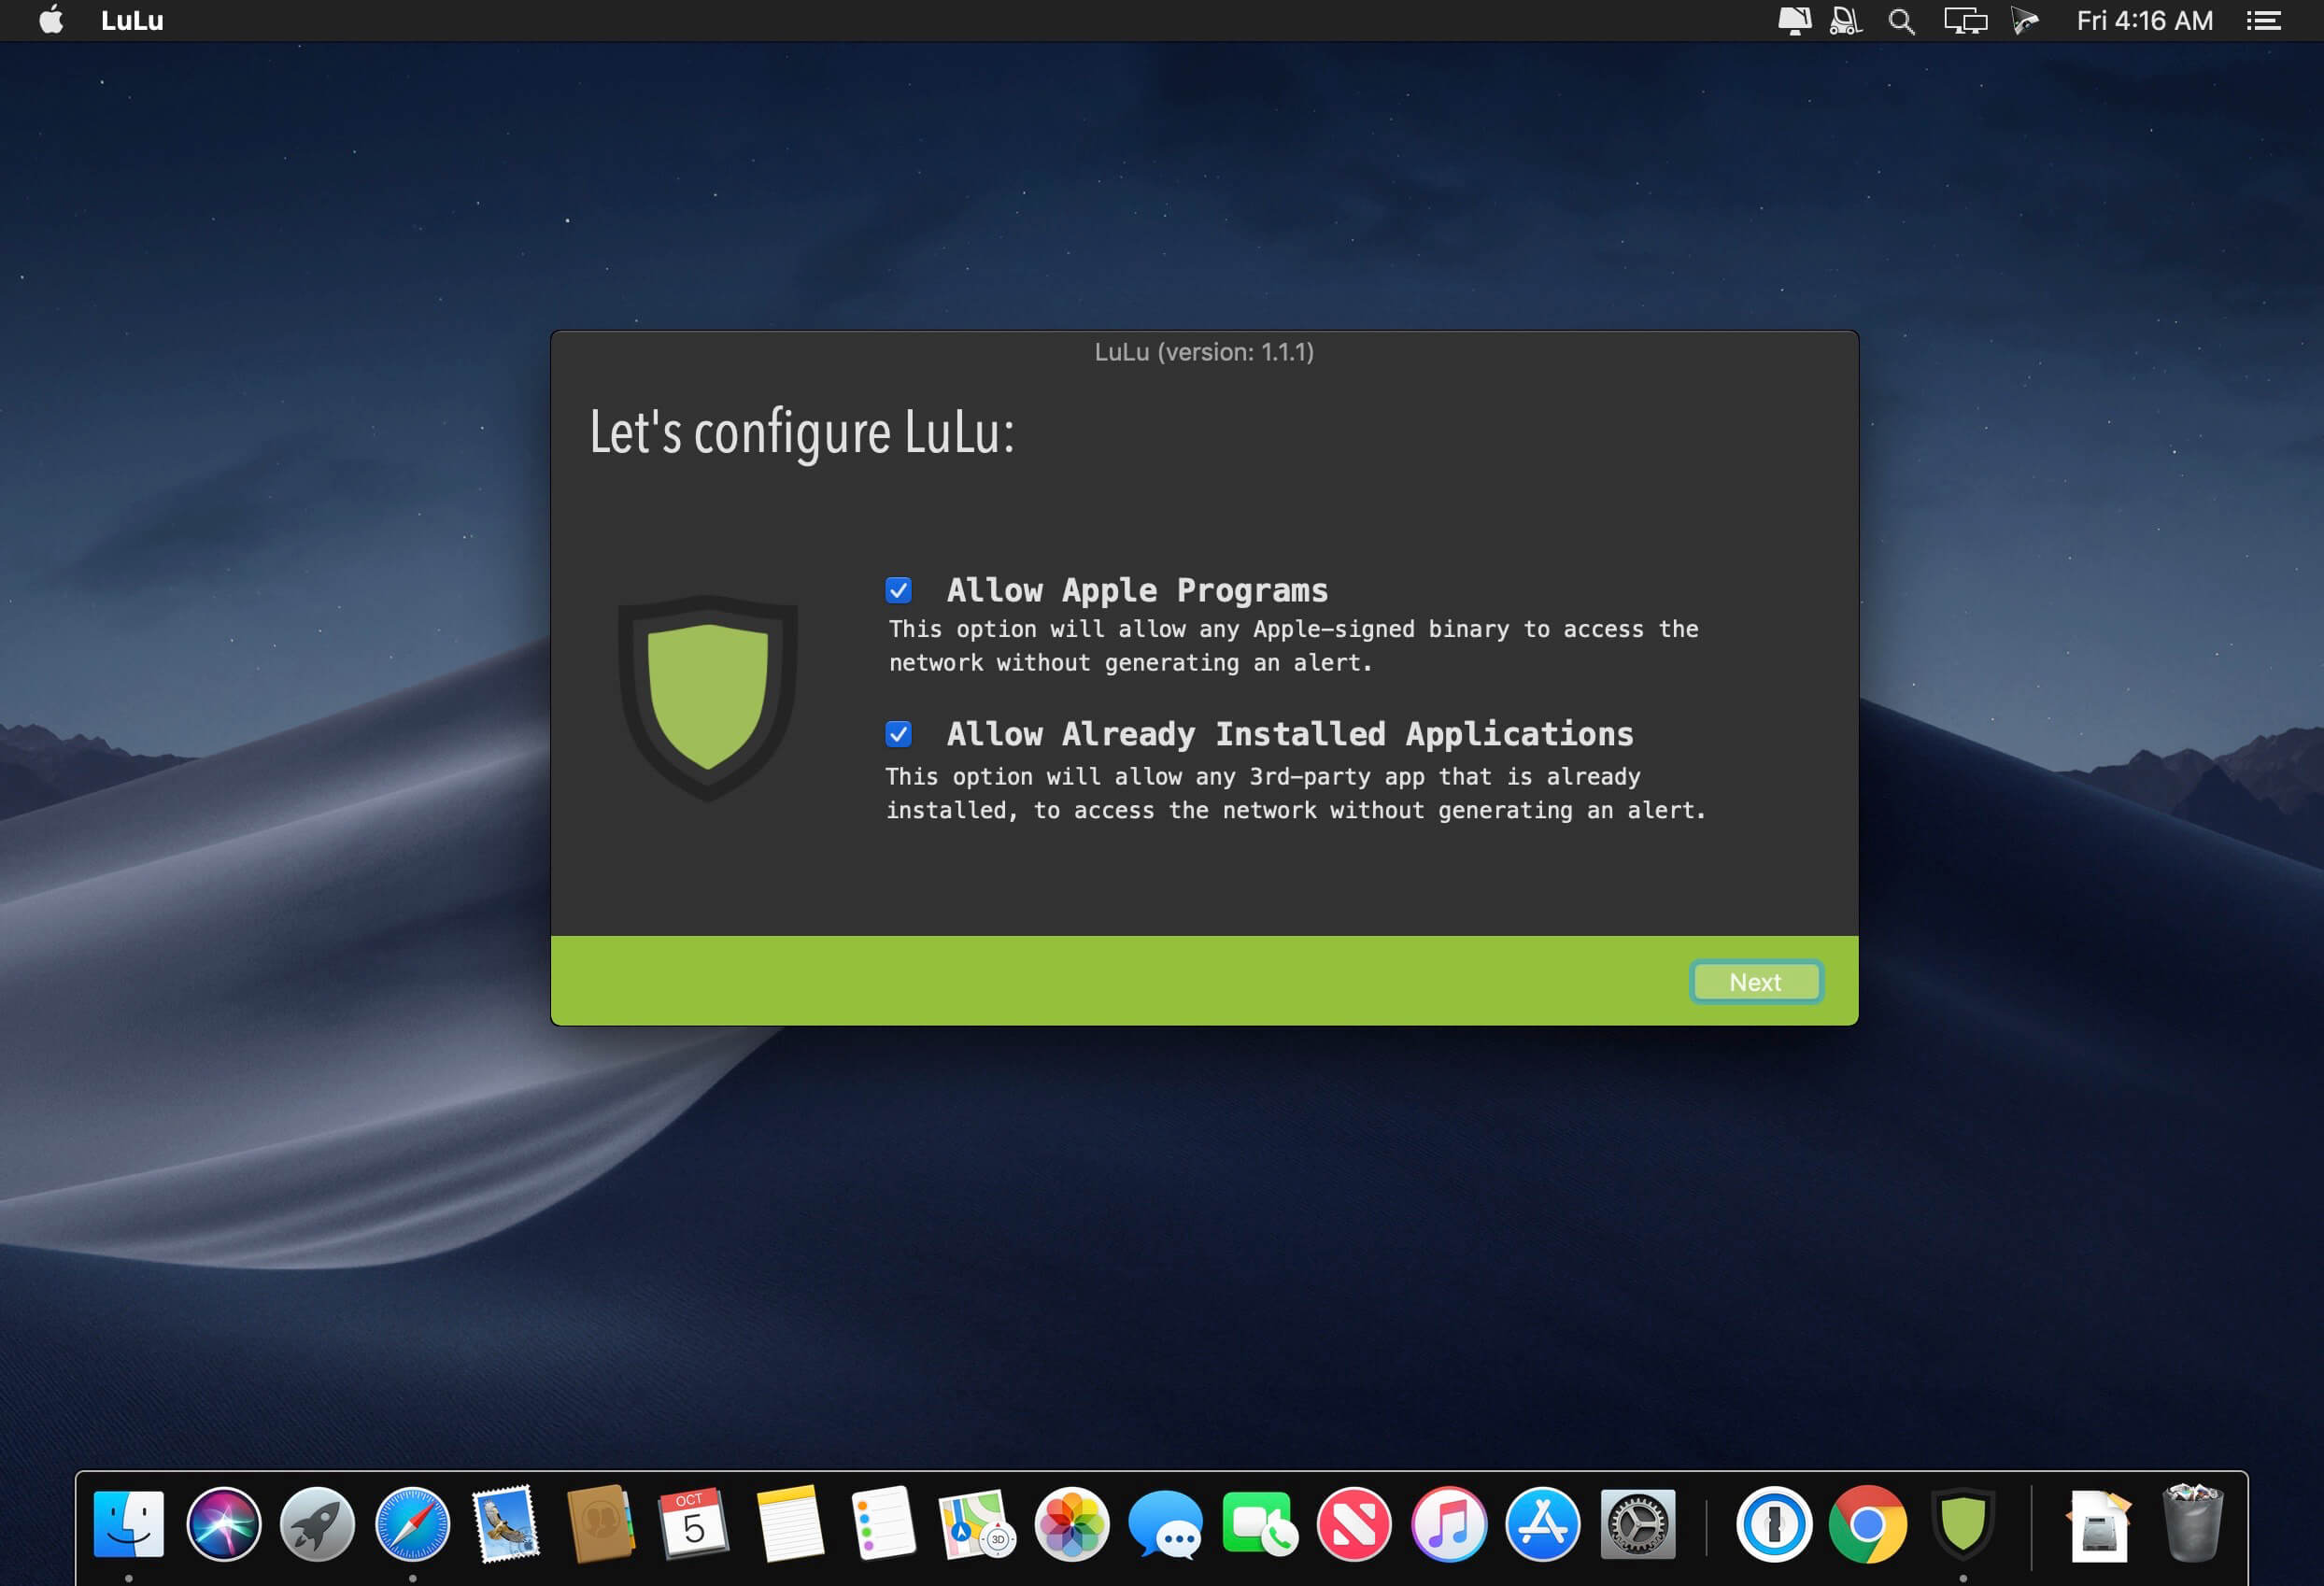 LuLu
Fri 4:16 AM
LuLu (version: 1.1.1)
Let's configure LuLu:
Allow Apple Programs
This option will allow any Apple-signed binary to access the
network without generating an alert.
Allow Already Installed Applications
This option will allow any 3rd-party app that is already
installed, to access the network without generating an alert.
Next
OCT
5
3D